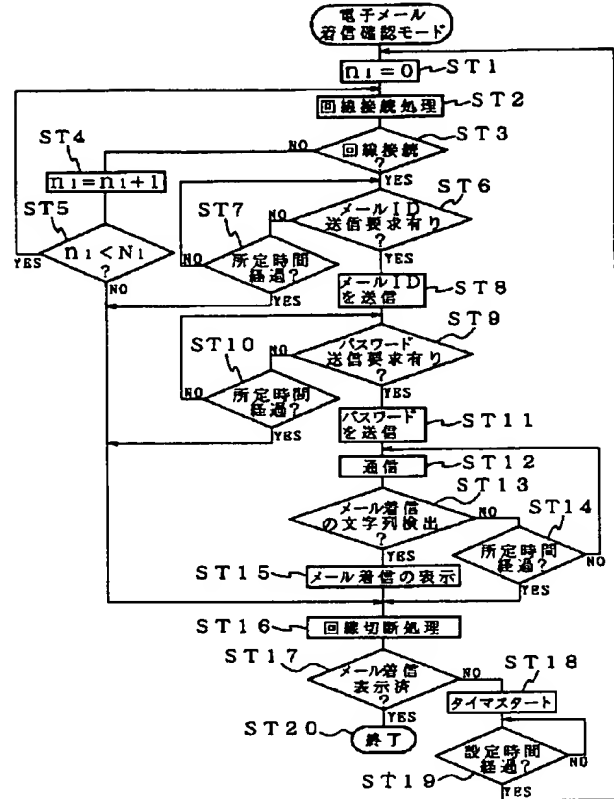 電子メール
着信確認モード
n1=0
ST1
回線接続処理
ST2
ST3
回線接続
?
NO
YES
ST4
n1=n1+1
ST5
n1<N1
?
YES
NO
ST6
メールID
送信要求有り
?
NO
YES
ST7
所定時間
経過?
NO
YES
メールID
を送信
ST8
ST9
パスワード
送信要求有り
?
NO
YES
ST10
所定時間
経過?
NO
YES
パスワード
を送信
ST11
通信
ST12
ST13
メール着信
の文字列検出
?
NO
YES
ST14
所定時間
経過?
NO
YES
ST15
メール着信の表示
ST16
回線切断処理
ST17
メール着信
表示済
?
NO
YES
ST18
タイマスタート
ST20
終了
設定時間
経過?
NO
YES
ST19